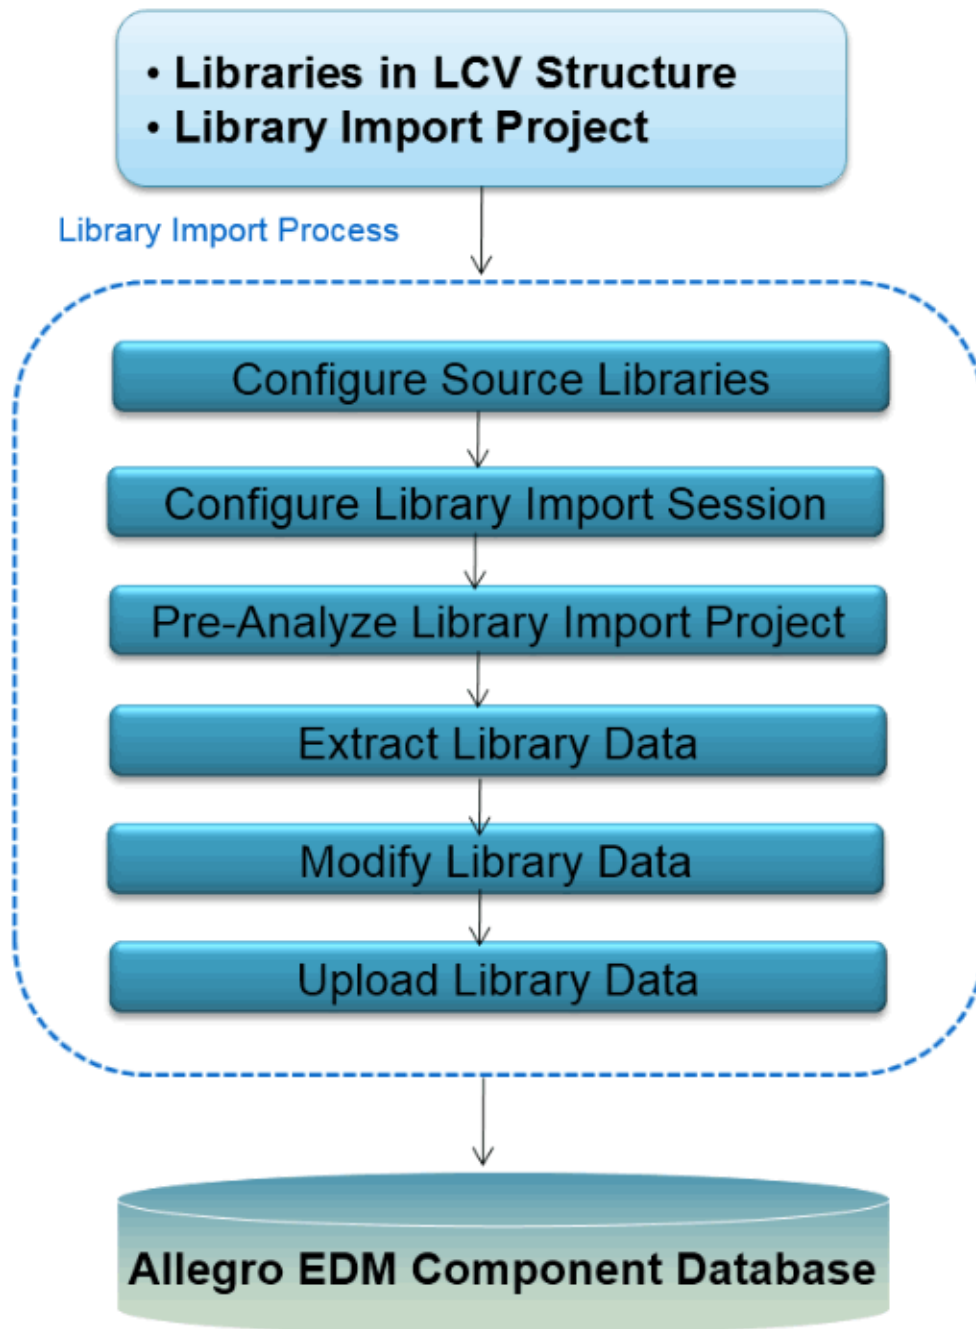 • Libraries in LCV Structure
• Library Import Project
Library Import Process
Configure Source Libraries
Configure Library Import Session
Pre-Analyze Library Import Project
Extract Library Data
Modify Library Data
Upload Library Data
Allegro EDM Component Database